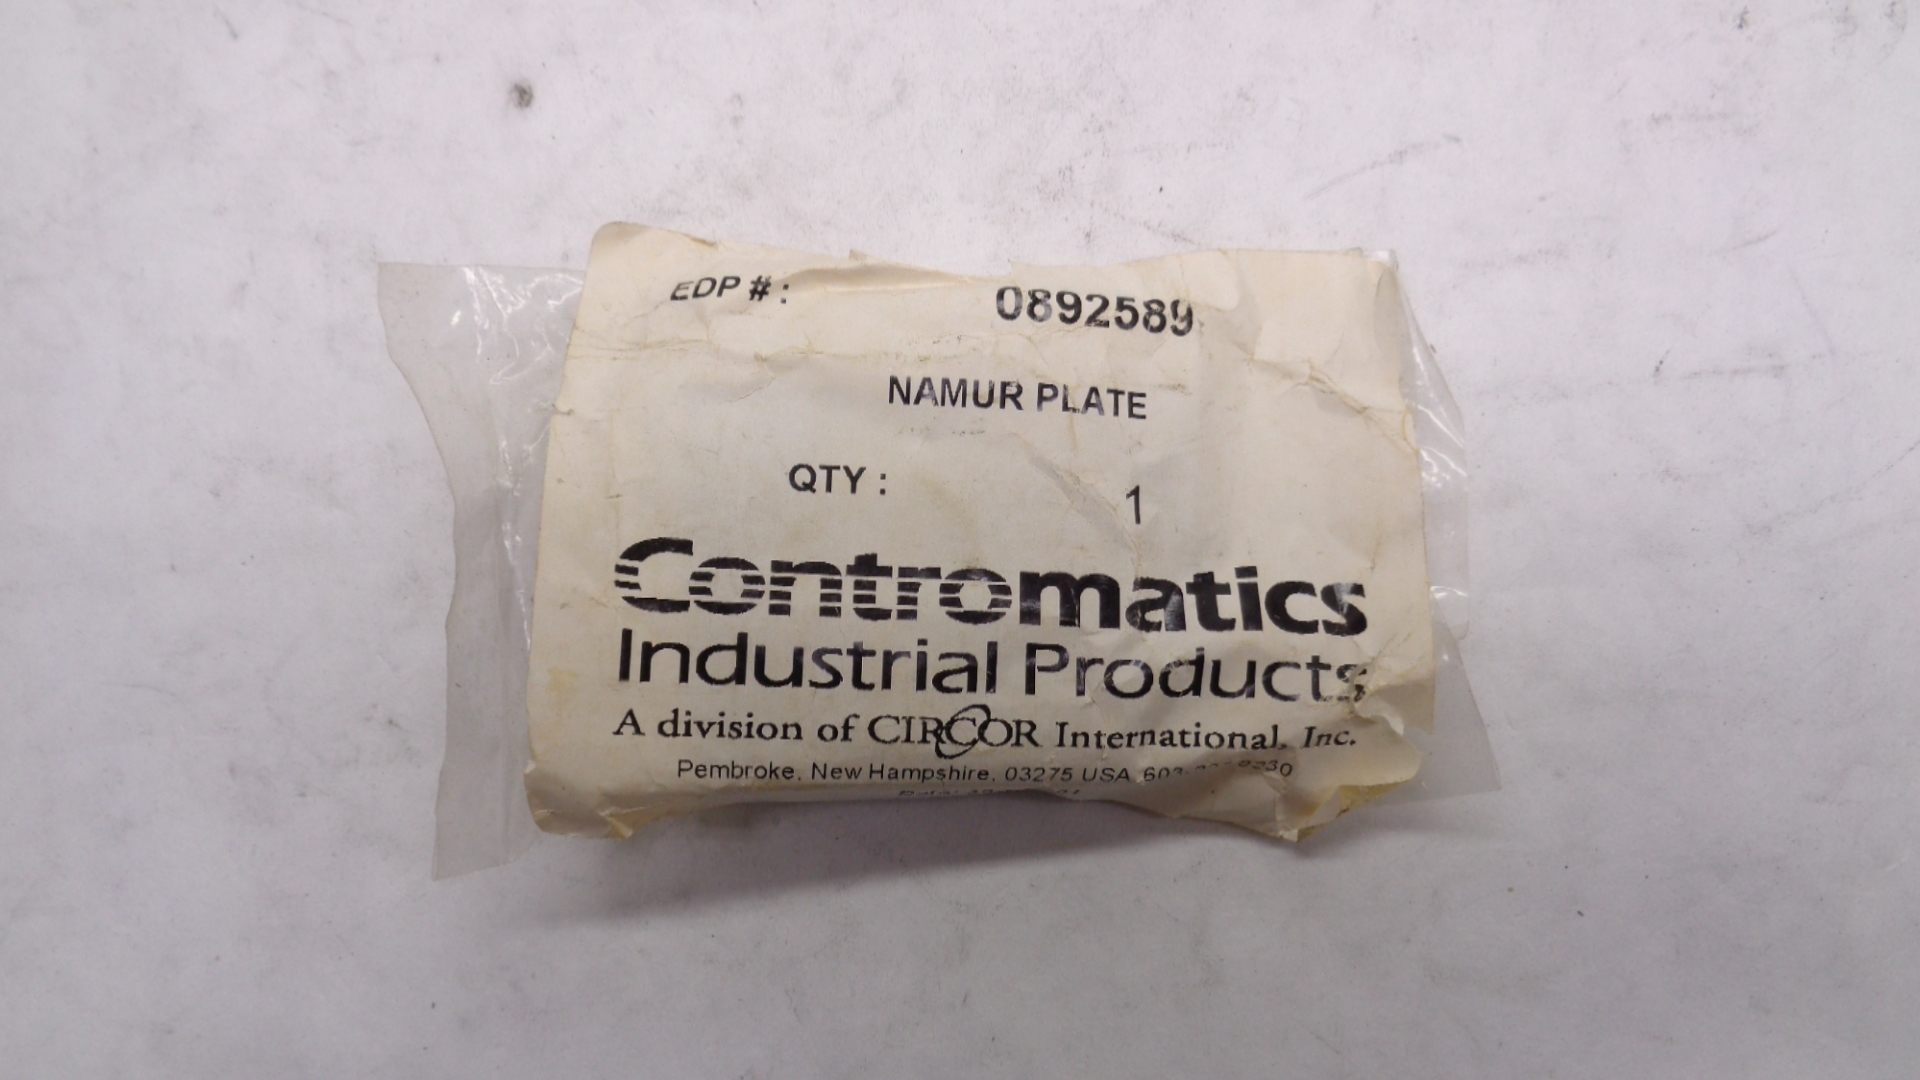 EDP #: 0892589
NAMUR PLATE
QTY : 1
Contromatics
Industrial Products
A division of CIRCOR International, Inc.
Pembroke, New Hampshire, 03275 USA